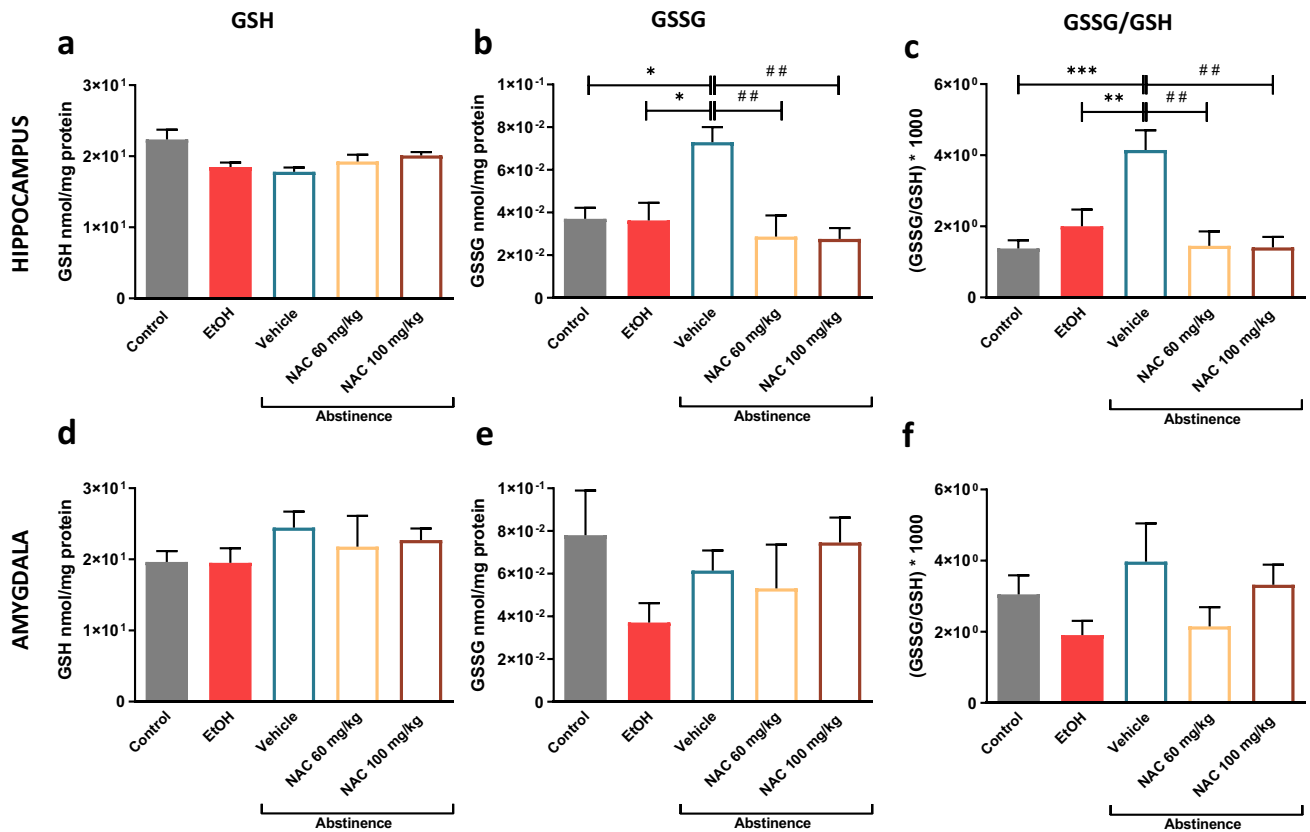 GSH
GSSG
GSSG/GSH
HIPPOCAMPUS
a
GSH nmol/mg protein
3×10¹
2×10¹
1×10¹
0
Control
EtOH
Vehicle
NAC 60 mg/kg
NAC 100 mg/kg
Abstinence
b
GSSG nmol/mg protein
1×10⁻¹
8×10⁻²
6×10⁻²
4×10⁻²
2×10⁻²
0
*
##
*
##
Control
EtOH
Vehicle
NAC 60 mg/kg
NAC 100 mg/kg
Abstinence
c
(GSSG/GSH) * 1000
6×10⁰
4×10⁰
2×10⁰
0
***
##
**
##
Control
EtOH
Vehicle
NAC 60 mg/kg
NAC 100 mg/kg
Abstinence
AMYGDALA
d
GSH nmol/mg protein
3×10¹
2×10¹
1×10¹
0
Control
EtOH
Vehicle
NAC 60 mg/kg
NAC 100 mg/kg
Abstinence
e
GSSG nmol/mg protein
1×10⁻¹
8×10⁻²
6×10⁻²
4×10⁻²
2×10⁻²
0
Control
EtOH
Vehicle
NAC 60 mg/kg
NAC 100 mg/kg
Abstinence
f
(GSSG/GSH) * 1000
6×10⁰
4×10⁰
2×10⁰
0
Control
EtOH
Vehicle
NAC 60 mg/kg
NAC 100 mg/kg
Abstinence